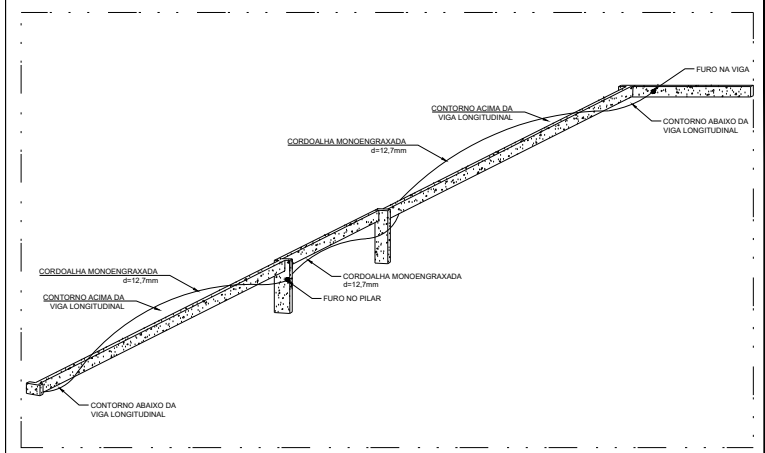 FURO NA VIGA
CONTORNO ACIMA DA
VIGA LONGITUDINAL
CONTORNO ABAIXO DA
VIGA LONGITUDINAL
CORDOALHA MONOENGRAXADA
d=12,7mm
CORDOALHA MONOENGRAXADA
d=12,7mm
CORDOALHA MONOENGRAXADA
d=12,7mm
FURO NO PILAR
CONTORNO ACIMA DA
VIGA LONGITUDINAL
CONTORNO ABAIXO DA
VIGA LONGITUDINAL